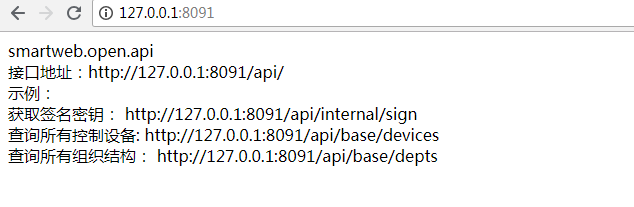 127.0.0.1:8091
smartweb.open.api
接口地址：http://127.0.0.1:8091/api/
示例：
获取签名密钥： http://127.0.0.1:8091/api/internal/sign
查询所有控制设备: http://127.0.0.1:8091/api/base/devices
查询所有组织结构： http://127.0.0.1:8091/api/base/depts